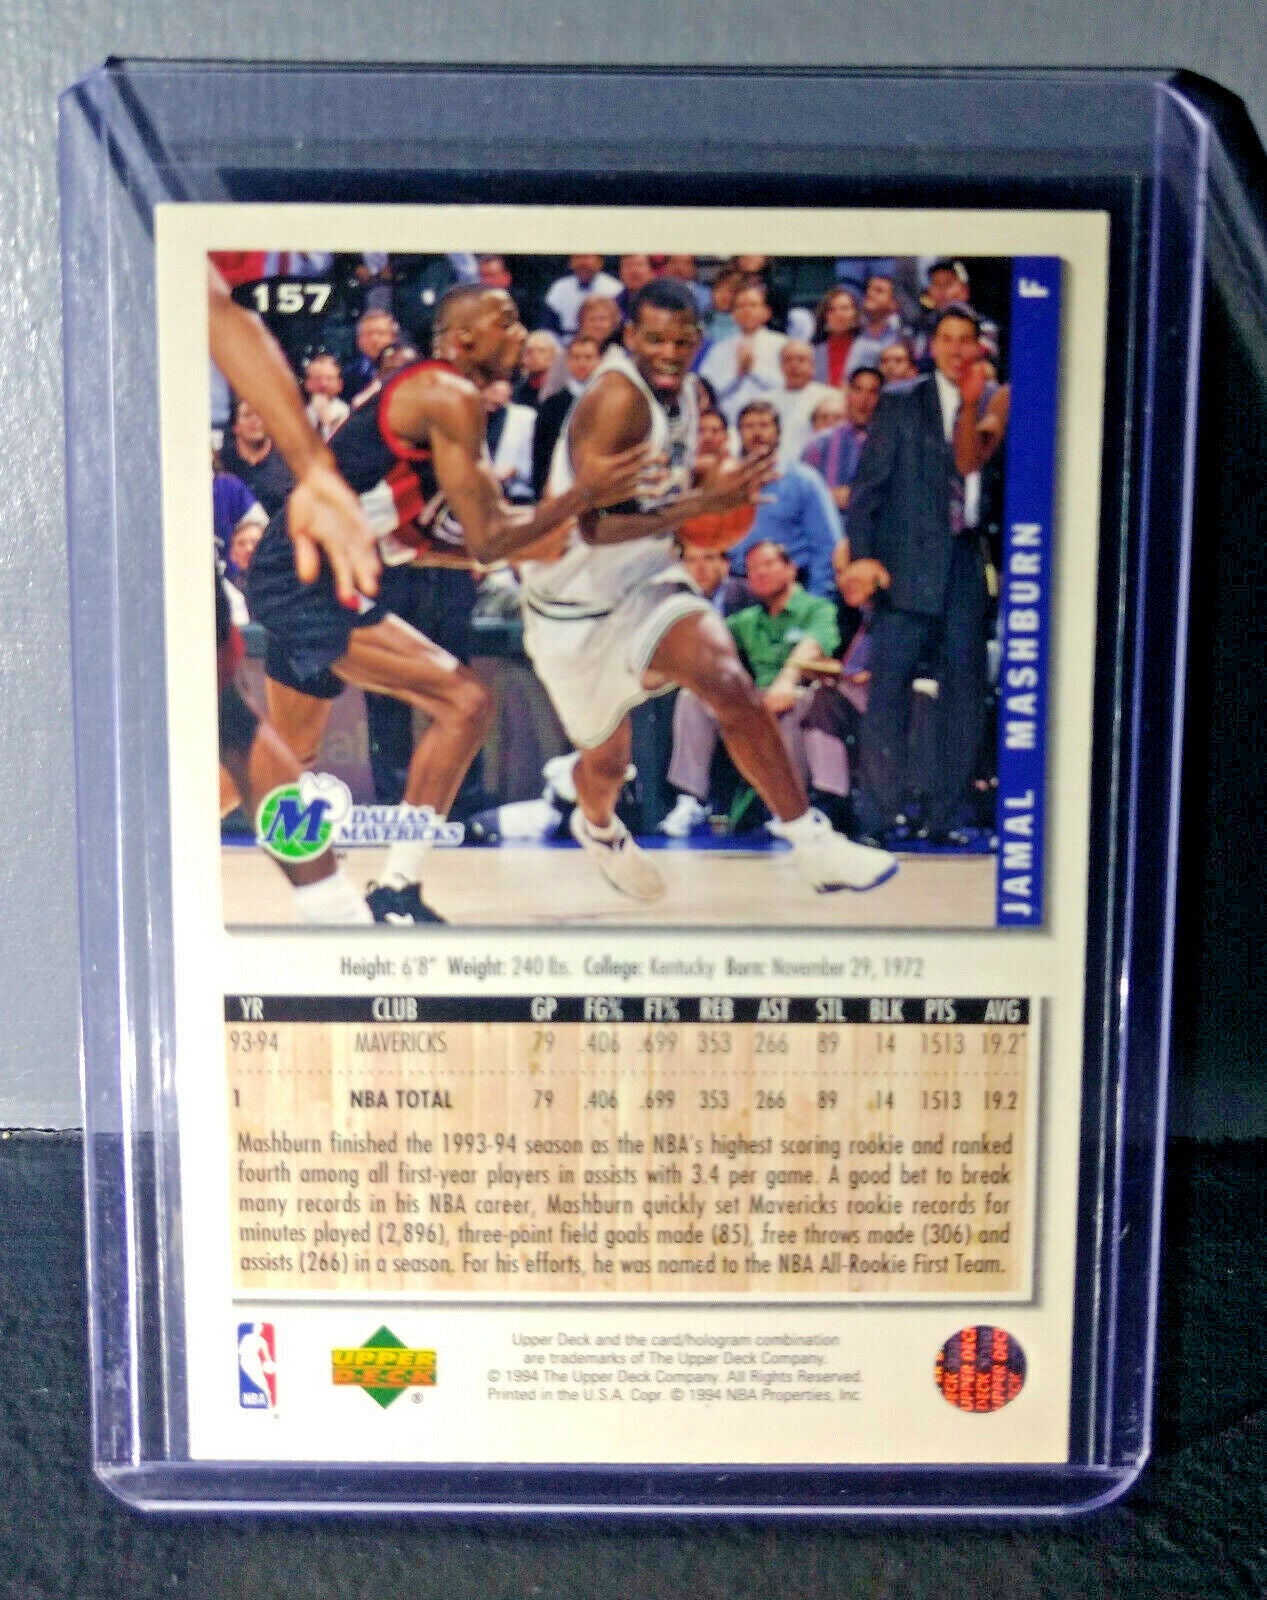 157
F
JAMAL MASHBURN
M
DALLAS
MAVERICKS
TM
Height: 6'8" Weight: 240 lbs. College: Kentucky Born: November 29, 1972
YR CLUB GP FG% FT% REB AST STL BLK PTS AVG
93-94 MAVERICKS 79 .406 .699 353 266 89 14 1513 19.2
1 NBA TOTAL 79 .406 .699 353 266 89 14 1513 19.2
Mashburn finished the 1993-94 season as the NBA's highest scoring rookie and ranked
fourth among all first-year players in assists with 3.4 per game. A good bet to break
many records in his NBA career, Mashburn quickly set Mavericks rookie records for
minutes played (2,896), three-point field goals made (85), free throws made (306) and
assists (266) in a season. For his efforts, he was named to the NBA All-Rookie First Team.
NBA
UPPER
DECK
®
Upper Deck and the card/hologram combination
are trademarks of The Upper Deck Company.
© 1994 The Upper Deck Company. All Rights Reserved.
Printed in the U.S.A. Copr. © 1994 NBA Properties, Inc.
UPPER DECK